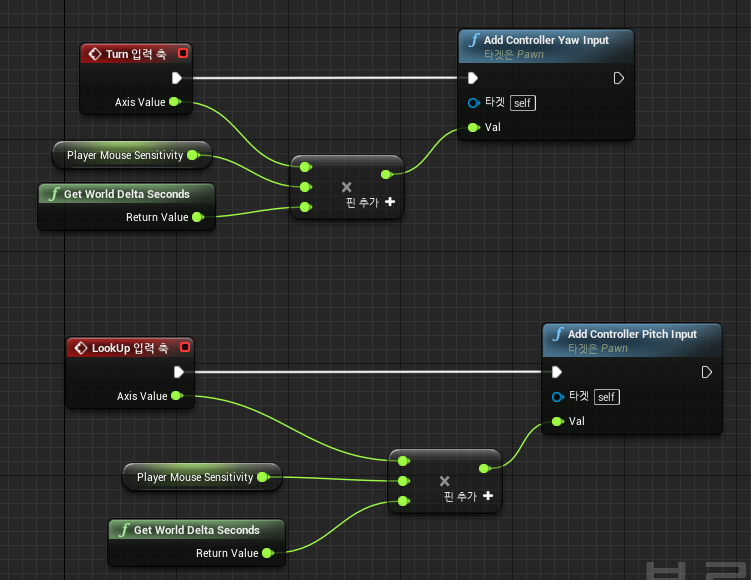 Turn 입력 축
Axis Value
Player Mouse Sensitivity
f Get World Delta Seconds
Return Value
핀 추가
f Add Controller Yaw Input
타겟은 Pawn
타겟 self
Val
LookUp 입력 축
Axis Value
Player Mouse Sensitivity
f Get World Delta Seconds
Return Value
핀 추가
f Add Controller Pitch Input
타겟은 Pawn
타겟 self
Val